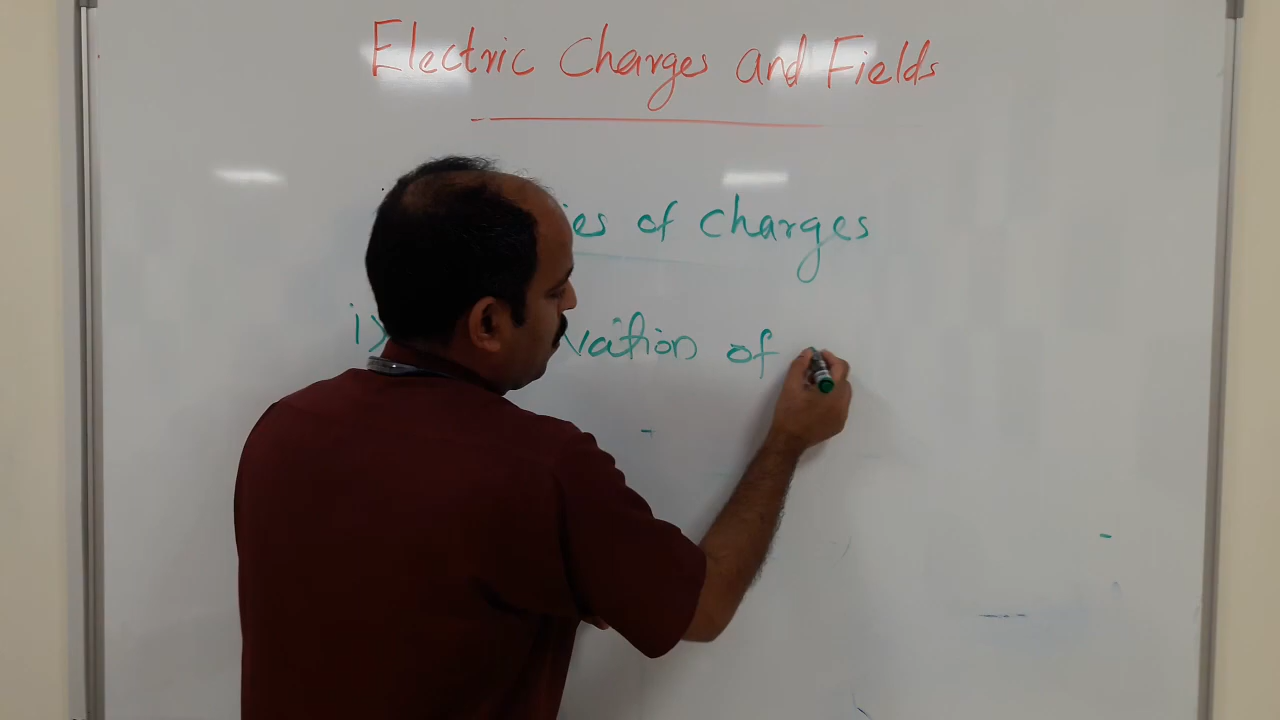 Electric Charges and Fields
ies of charges
i) vation of